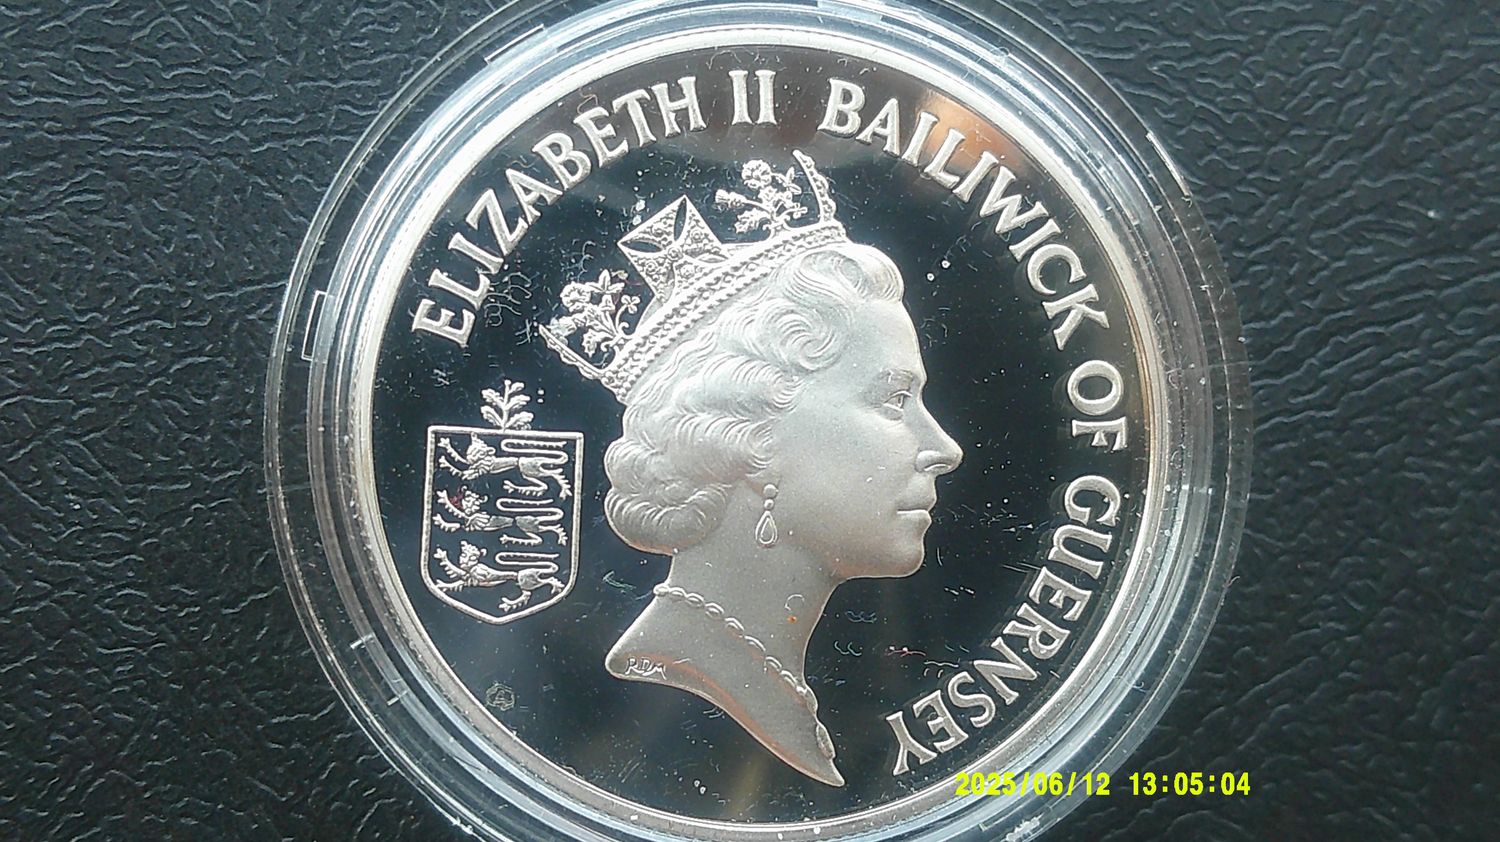 ELIZABETH II BAILIWICK OF GUERNSEY
RDM
2025/06/12 13:05:04